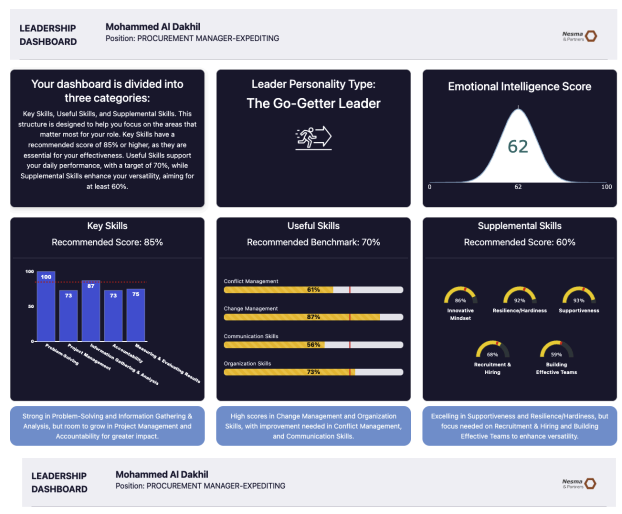 LEADERSHIP
DASHBOARD
Mohammed Al Dakhil
Position: PROCUREMENT MANAGER-EXPEDITING
Nesma
& Partners
Your dashboard is divided into
three categories:
Key Skills, Useful Skills, and Supplemental Skills. This
structure is designed to help you focus on the areas that
matter most for your role. Key Skills have a
recommended score of 85% or higher, as they are
essential for your effectiveness. Useful Skills support
your daily performance, with a target of 70%, while
Supplemental Skills enhance your versatility, aiming for
at least 60%.
Leader Personality Type:
The Go-Getter Leader
Emotional Intelligence Score
62
0
62
100
Key Skills
Recommended Score: 85%
100
50
0
100
73
87
73
75
Problem-Solving
Project Management
Information Gathering & Analysis
Accountability
Measuring & Evaluating Results
Useful Skills
Recommended Benchmark: 70%
Conflict Management
61%
Change Management
87%
Communication Skills
56%
Organization Skills
73%
Supplemental Skills
Recommended Score: 60%
86%
Innovative
Mindset
92%
Resilience/Hardiness
93%
Supportiveness
68%
Recruitment &
Hiring
59%
Building
Effective Teams
Strong in Problem-Solving and Information Gathering &
Analysis, but room to grow in Project Management and
Accountability for greater impact.
High scores in Change Management and Organization
Skills, with improvement needed in Conflict Management,
and Communication Skills.
Excelling in Supportiveness and Resilience/Hardiness, but
focus needed on Recruitment & Hiring and Building
Effective Teams to enhance versatility.
LEADERSHIP
DASHBOARD
Mohammed Al Dakhil
Position: PROCUREMENT MANAGER-EXPEDITING
Nesma
& Partners